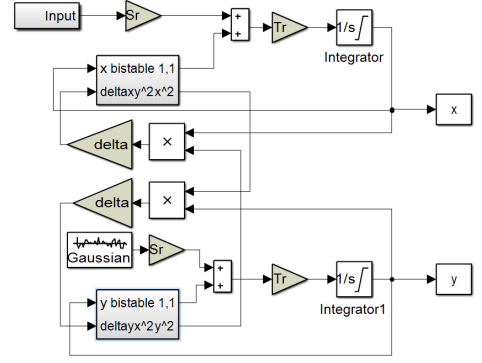 Input
Sr
+
+
Tr
1/s
Integrator
x bistable 1,1
deltaxy^2x^2
x
delta
×
delta
×
Gaussian
Sr
+
+
Tr
1/s
Integrator1
y
y bistable 1,1
deltayx^2y^2